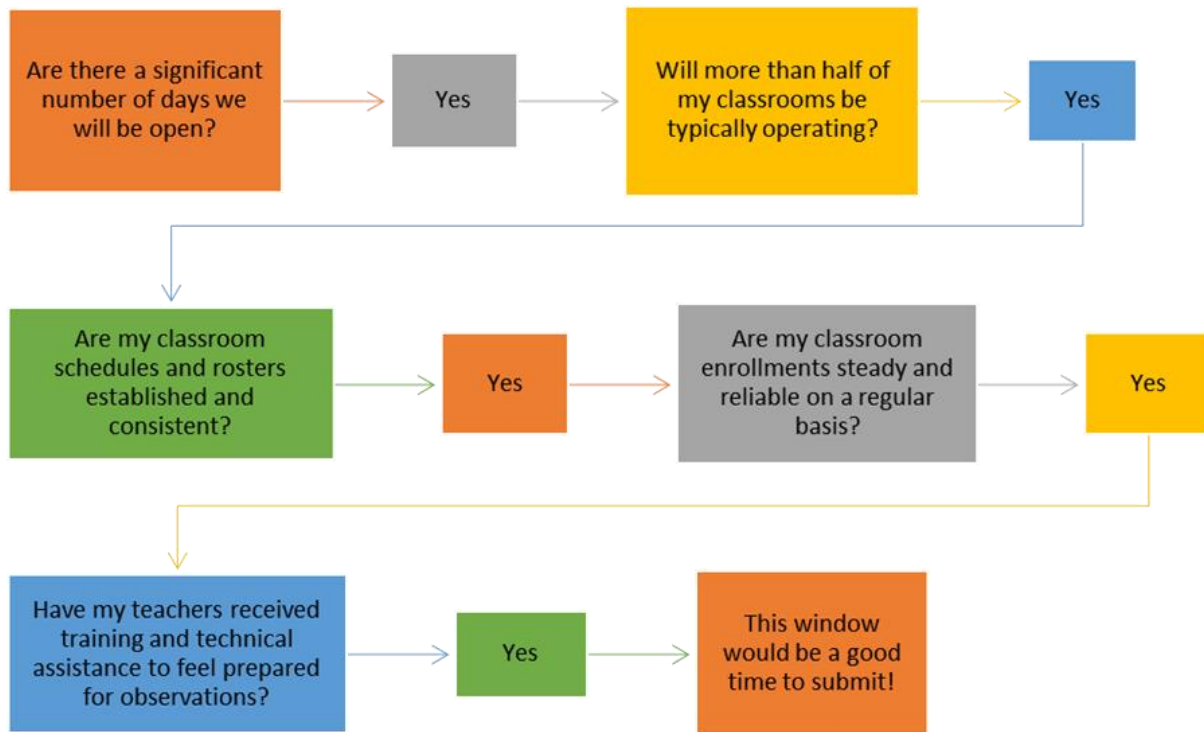 Are there a significant
number of days we
will be open?
Yes
Will more than half of
my classrooms be
typically operating?
Yes
Are my classroom
schedules and rosters
established and
consistent?
Yes
Are my classroom
enrollments steady and
reliable on a regular
basis?
Yes
Have my teachers received
training and technical
assistance to feel prepared
for observations?
Yes
This window
would be a good
time to submit!